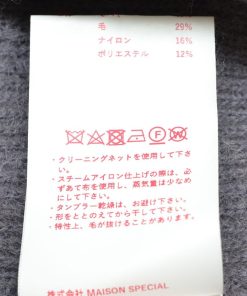 毛 29%
ナイロン 16%
ポリエステル 12%
・クリーニングネットを使用して下さ
い。
・スチームアイロン仕上げの際は、必
ずあて布を使用し、蒸気量は少なめ
にして下さい。
・タンブラー乾燥は、お避け下さい。
・形をととのえてから干して下さい。
・特性上、毛が抜けることがあります。
株式会社 MAISON SPECIAL